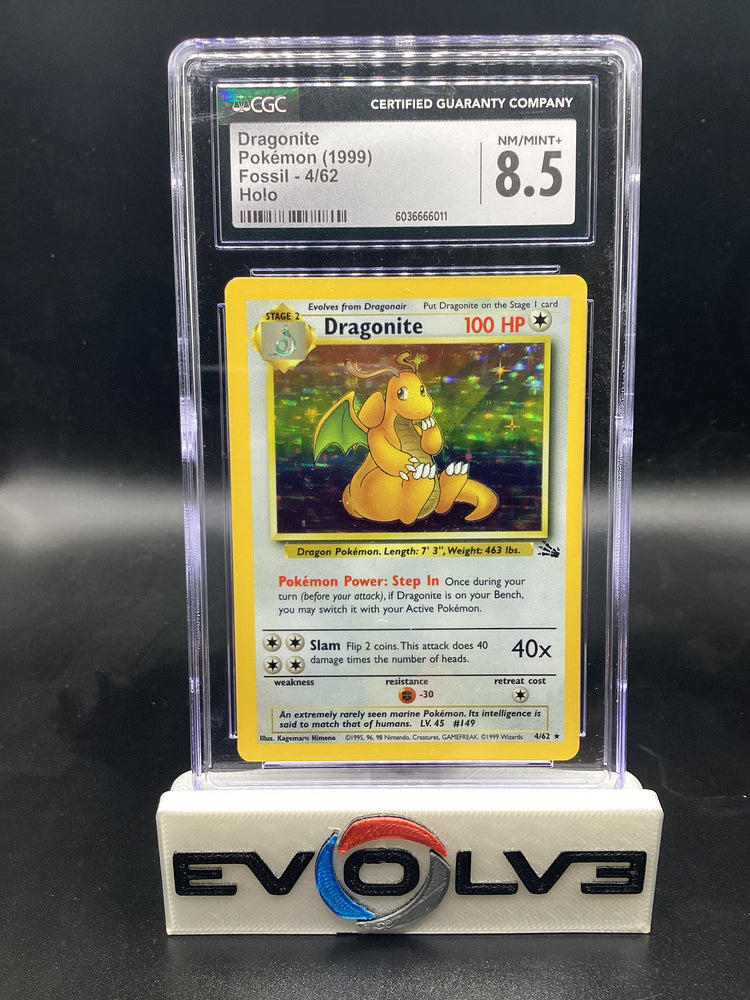 CGC
CERTIFIED GUARANTY COMPANY
Dragonite
Pokémon (1999)
Fossil - 4/62
Holo
NM/MINT+
8.5
6036666011
STAGE 2
Evolves from Dragonair
Put Dragonite on the Stage 1 card
Dragonite
100 HP
Dragon Pokémon. Length: 7' 3", Weight: 463 lbs.
Pokémon Power: Step In Once during your
turn (before your attack), if Dragonite is on your Bench,
you may switch it with your Active Pokémon.
Slam Flip 2 coins. This attack does 40
damage times the number of heads.
40x
weakness
resistance
retreat cost
-30
An extremely rarely seen marine Pokémon. Its intelligence is
said to match that of humans. LV. 45 #149
Illus. Kagemaru Himeno
©1995, 96, 98 Nintendo, Creatures, GAMEFREAK. ©1999 Wizards.
4/62 ★
EVOLV3